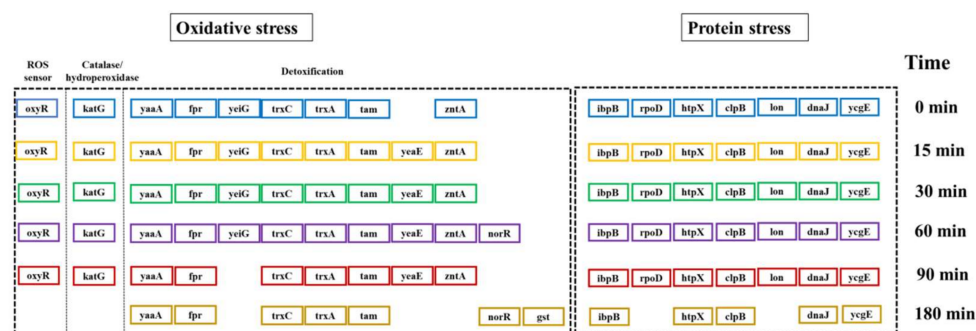 Oxidative stress
Protein stress
ROS sensor
Catalase/ hydroperoxidase
Detoxification
Time
oxyR katG yaaA fpr yeiG trxC trxA tam zntA ibpB rpoD htpX clpB lon dnaJ ycgE 0 min
oxyR katG yaaA fpr yeiG trxC trxA tam yeaE zntA ibpB rpoD htpX clpB lon dnaJ ycgE 15 min
oxyR katG yaaA fpr yeiG trxC trxA tam yeaE zntA ibpB rpoD htpX clpB lon dnaJ ycgE 30 min
oxyR katG yaaA fpr yeiG trxC trxA tam yeaE zntA norR ibpB rpoD htpX clpB lon dnaJ ycgE 60 min
oxyR katG yaaA fpr trxC trxA tam yeaE zntA ibpB rpoD htpX clpB lon dnaJ ycgE 90 min
yaaA fpr trxC trxA tam norR gst ibpB htpX clpB dnaJ ycgE 180 min